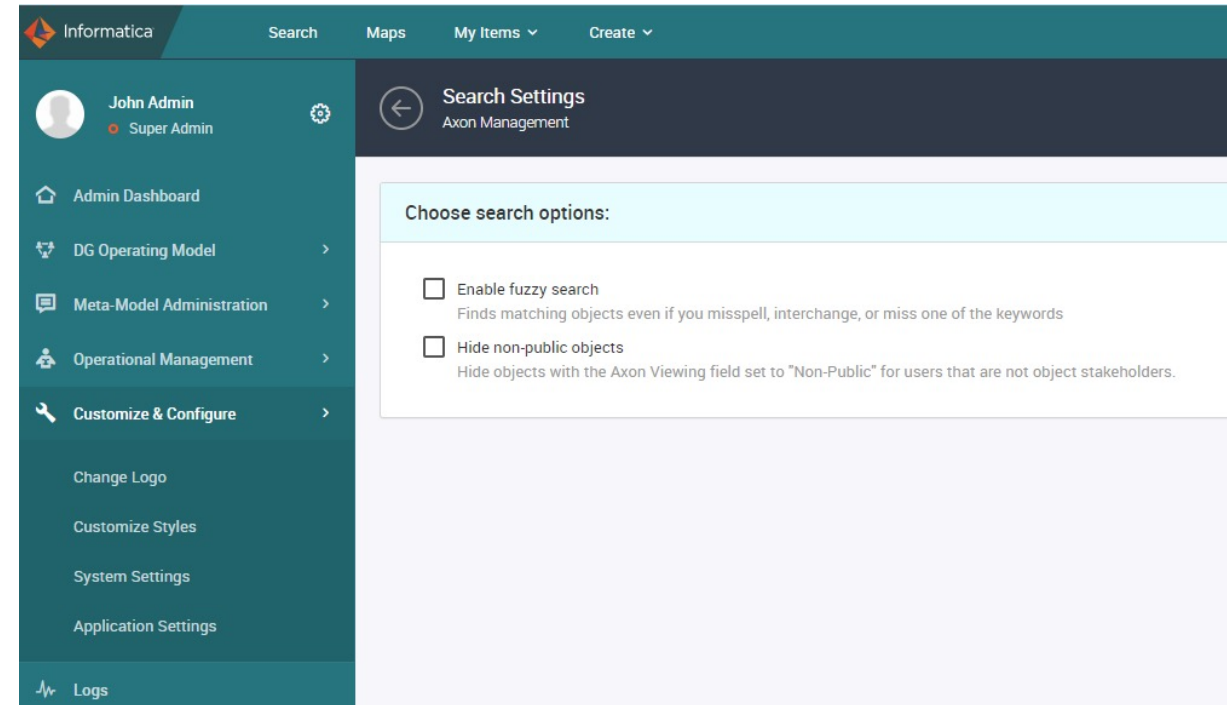 Informatica
Search
Maps
My Items
Create
John Admin
Super Admin
Search Settings
Axon Management
Admin Dashboard
DG Operating Model
Meta-Model Administration
Operational Management
Customize & Configure
Change Logo
Customize Styles
System Settings
Application Settings
Logs
Choose search options:
Enable fuzzy search
Finds matching objects even if you misspell, interchange, or miss one of the keywords
Hide non-public objects
Hide objects with the Axon Viewing field set to "Non-Public" for users that are not object stakeholders.